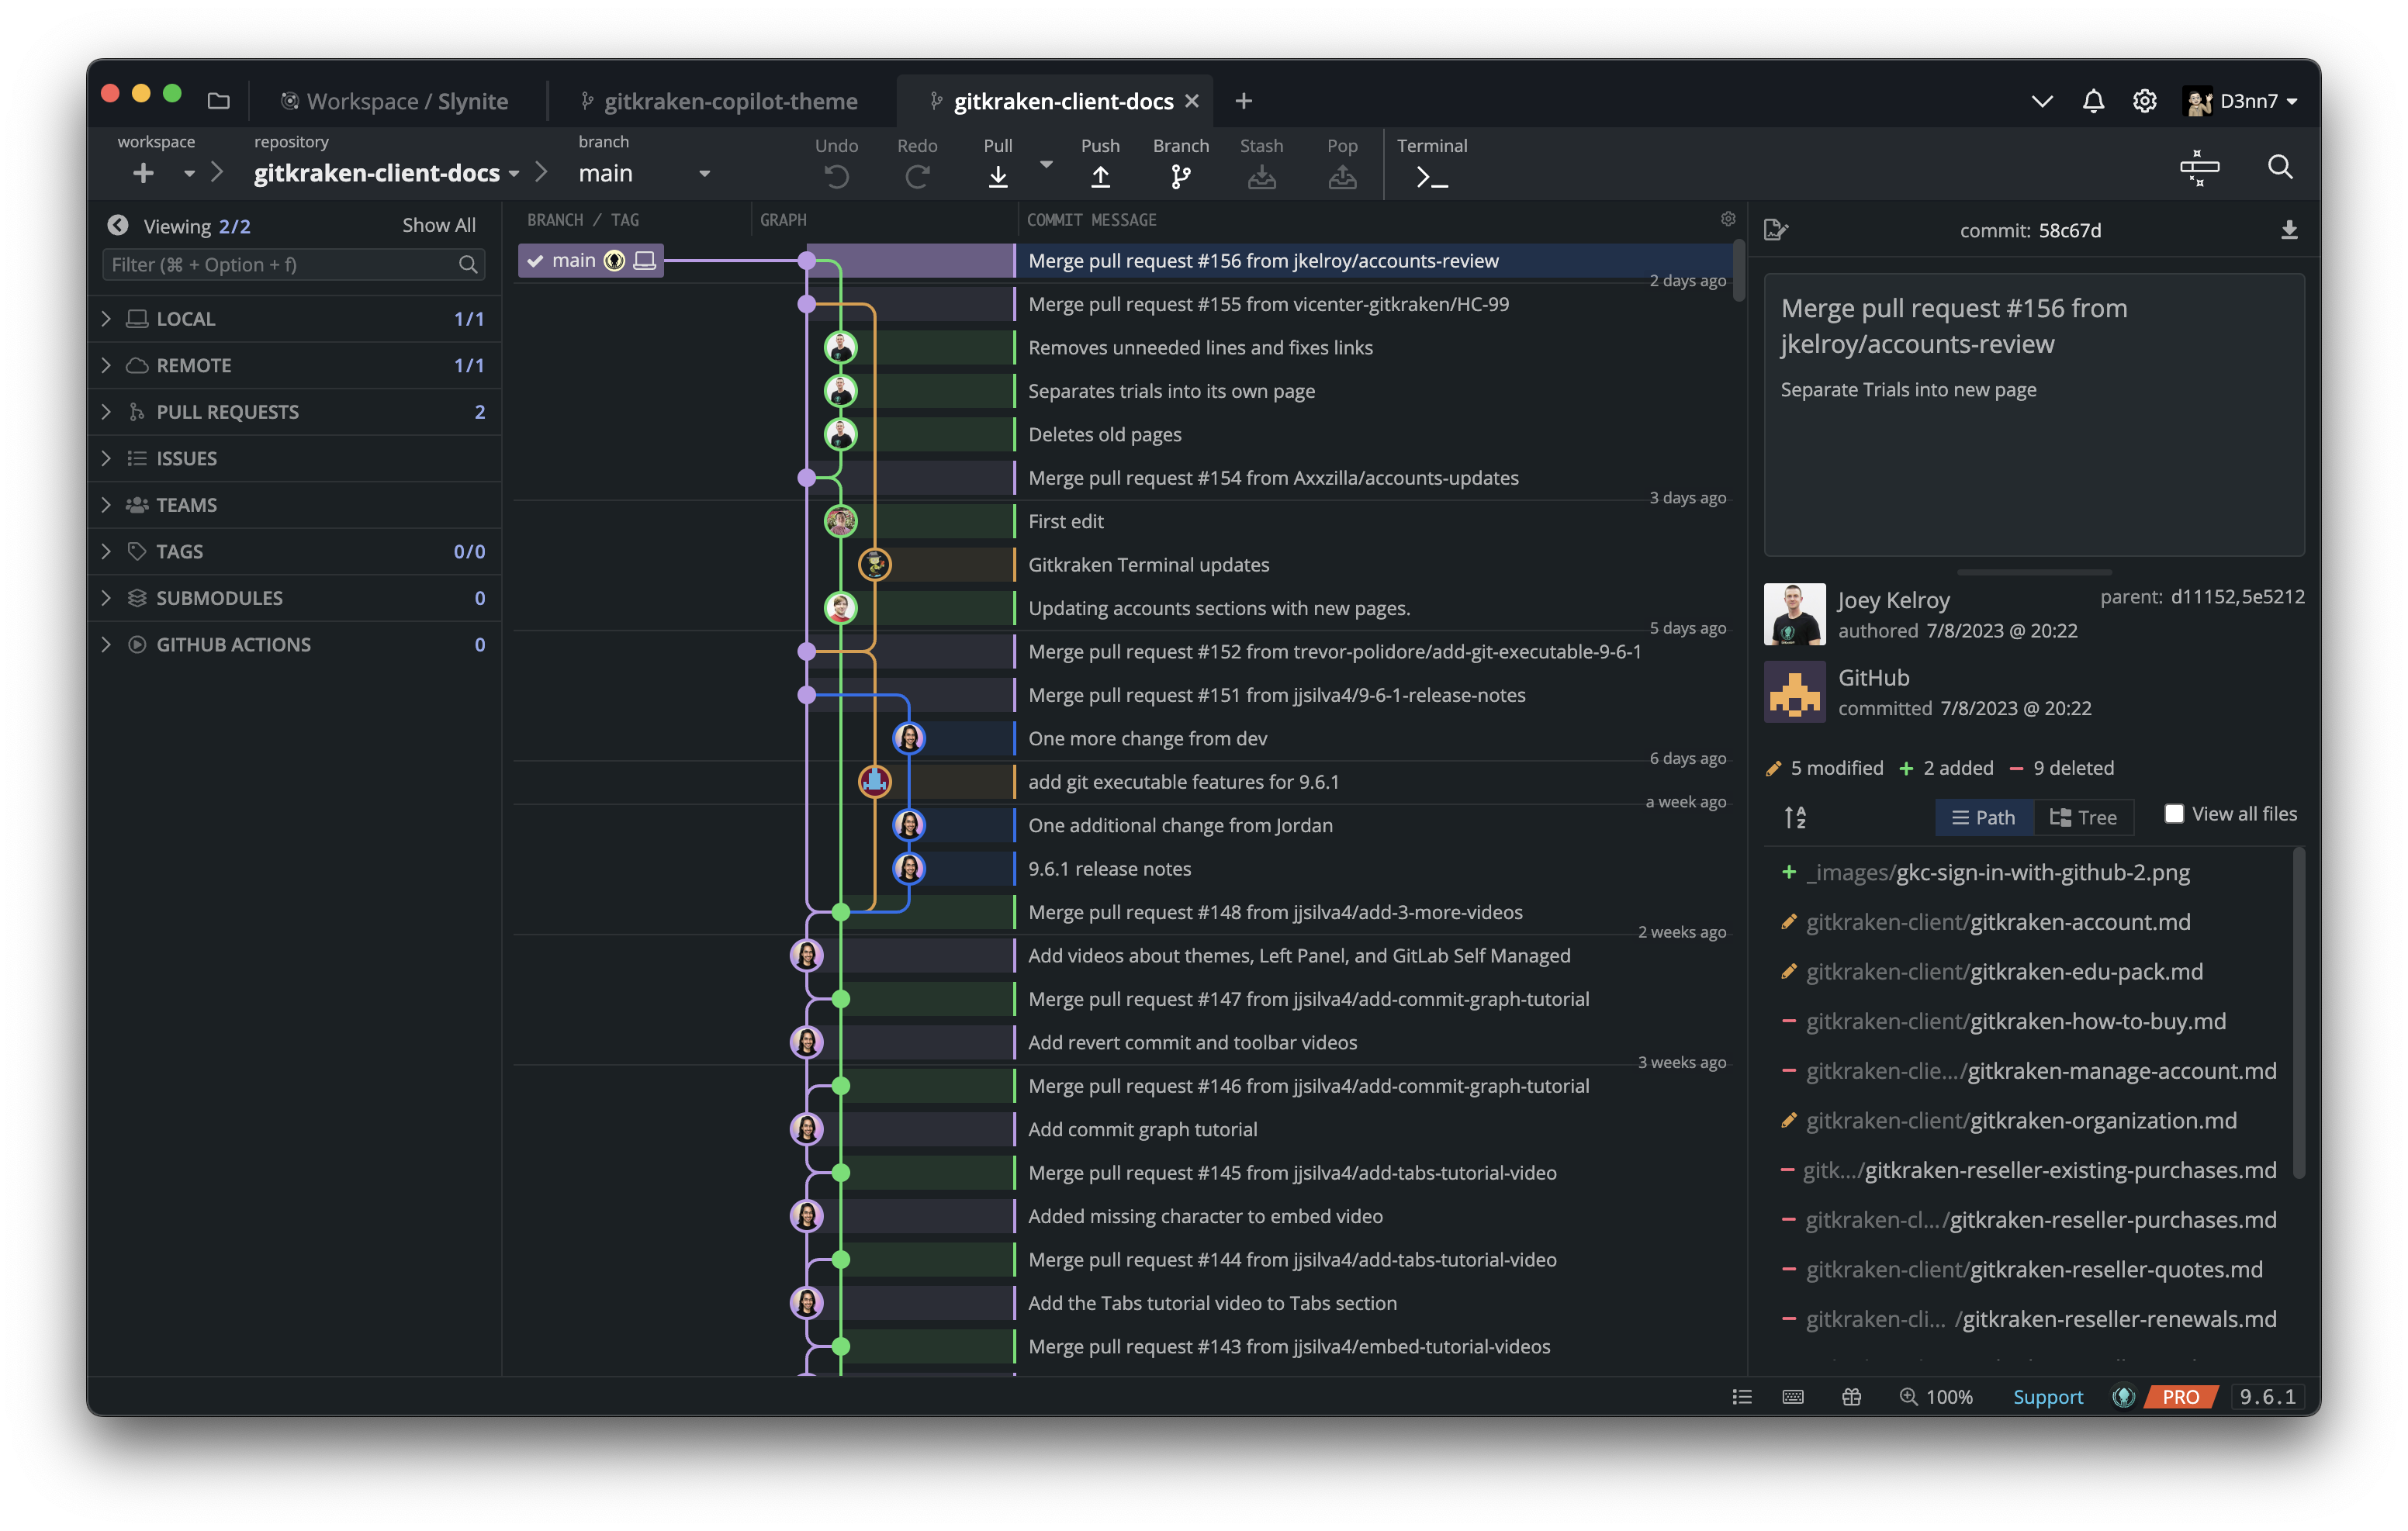 Workspace / Slynite
gitkraken-copilot-theme
gitkraken-client-docs
D3nn7
workspace
repository
gitkraken-client-docs
branch
main
Undo
Redo
Pull
Push
Branch
Stash
Pop
Terminal
Viewing 2/2
Show All
Filter (⌘ + Option + f)
LOCAL 1/1
REMOTE 1/1
PULL REQUESTS 2
ISSUES
TEAMS
TAGS 0/0
SUBMODULES 0
GITHUB ACTIONS 0
BRANCH / TAG
GRAPH
COMMIT MESSAGE
main
Merge pull request #156 from jkelroy/accounts-review
2 days ago
Merge pull request #155 from vicenter-gitkraken/HC-99
Removes unneeded lines and fixes links
Separates trials into its own page
Deletes old pages
Merge pull request #154 from Axxzilla/accounts-updates
3 days ago
First edit
Gitkraken Terminal updates
Updating accounts sections with new pages.
5 days ago
Merge pull request #152 from trevor-polidore/add-git-executable-9-6-1
Merge pull request #151 from jjsilva4/9-6-1-release-notes
One more change from dev
6 days ago
add git executable features for 9.6.1
a week ago
One additional change from Jordan
9.6.1 release notes
Merge pull request #148 from jjsilva4/add-3-more-videos
2 weeks ago
Add videos about themes, Left Panel, and GitLab Self Managed
Merge pull request #147 from jjsilva4/add-commit-graph-tutorial
Add revert commit and toolbar videos
3 weeks ago
Merge pull request #146 from jjsilva4/add-commit-graph-tutorial
Add commit graph tutorial
Merge pull request #145 from jjsilva4/add-tabs-tutorial-video
Added missing character to embed video
Merge pull request #144 from jjsilva4/add-tabs-tutorial-video
Add the Tabs tutorial video to Tabs section
Merge pull request #143 from jjsilva4/embed-tutorial-videos
commit: 58c67d
Merge pull request #156 from
jkelroy/accounts-review
Separate Trials into new page
Joey Kelroy
authored 7/8/2023 @ 20:22
parent: d11152,5e5212
GitHub
committed 7/8/2023 @ 20:22
5 modified + 2 added − 9 deleted
A
Z
Path
Tree
View all files
+ _images/gkc-sign-in-with-github-2.png
gitkraken-client/gitkraken-account.md
gitkraken-client/gitkraken-edu-pack.md
− gitkraken-client/gitkraken-how-to-buy.md
− gitkraken-clie.../gitkraken-manage-account.md
gitkraken-client/gitkraken-organization.md
− gitk.../gitkraken-reseller-existing-purchases.md
− gitkraken-cl.../gitkraken-reseller-purchases.md
− gitkraken-client/gitkraken-reseller-quotes.md
− gitkraken-cli... /gitkraken-reseller-renewals.md
100%
Support
PRO
9.6.1